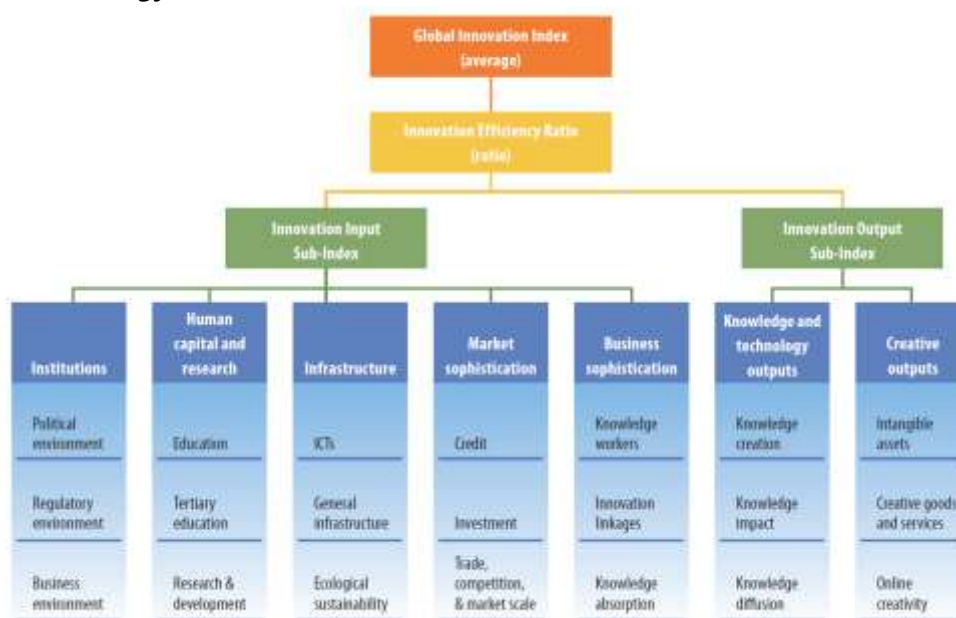 Global Innovation Index
(average)
Innovation Efficiency Ratio
(ratio)
Innovation Input
Sub-Index
Innovation Output
Sub-Index
Institutions
Human
capital and
research
Infrastructure
Market
sophistication
Business
sophistication
Knowledge and
technology
outputs
Creative
outputs
Political
environment
Education
ICTs
Credit
Knowledge
workers
Knowledge
creation
Intangible
assets
Regulatory
environment
Tertiary
education
General
infrastructure
Investment
Innovation
linkages
Knowledge
impact
Creative goods
and services
Business
environment
Research &
development
Ecological
sustainability
Trade,
competition,
& market scale
Knowledge
absorption
Knowledge
diffusion
Online
creativity